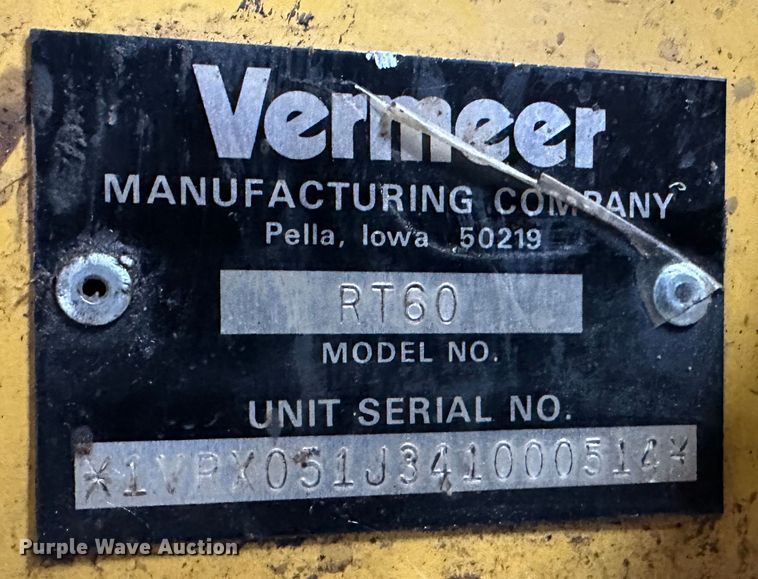 Vermeer
MANUFACTURING COMPANY
Pella, Iowa 50219
RT60
MODEL NO.
UNIT SERIAL NO.
*1VRX051J341000514*
Purple Wave Auction